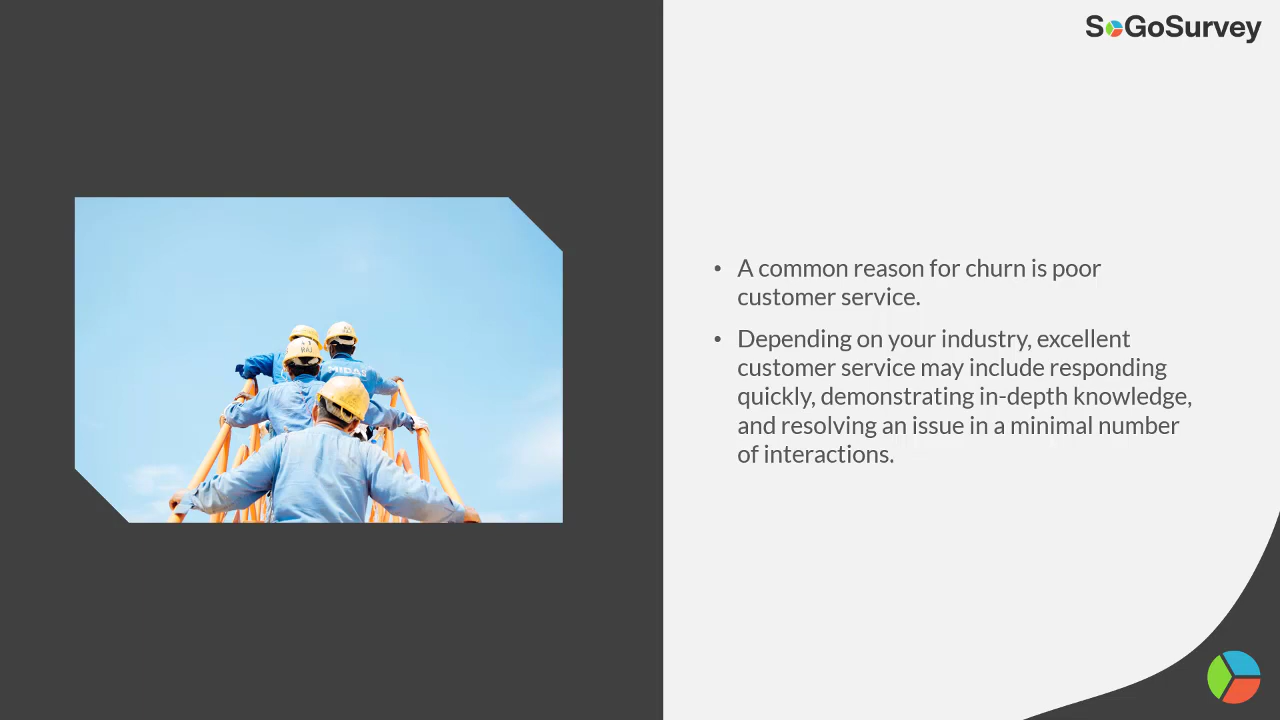 SoGoSurvey
A common reason for churn is poor
customer service.
Depending on your industry, excellent
customer service may include responding
quickly, demonstrating in-depth knowledge,
and resolving an issue in a minimal number
of interactions.
RAJ
MIDAS